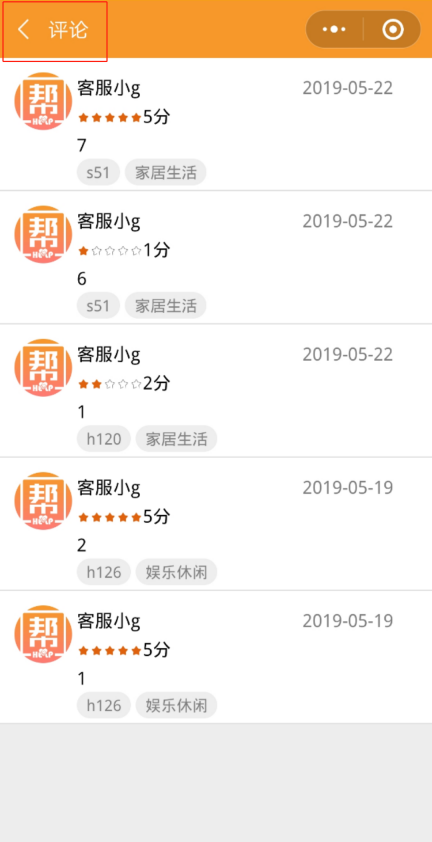 评论
帮
HELP
客服小g 2019-05-22
5分
7
s51 家居生活
帮
HELP
客服小g 2019-05-22
1分
6
s51 家居生活
帮
HELP
客服小g 2019-05-22
2分
1
h120 家居生活
帮
HELP
客服小g 2019-05-19
5分
2
h126 娱乐休闲
帮
HELP
客服小g 2019-05-19
5分
1
h126 娱乐休闲